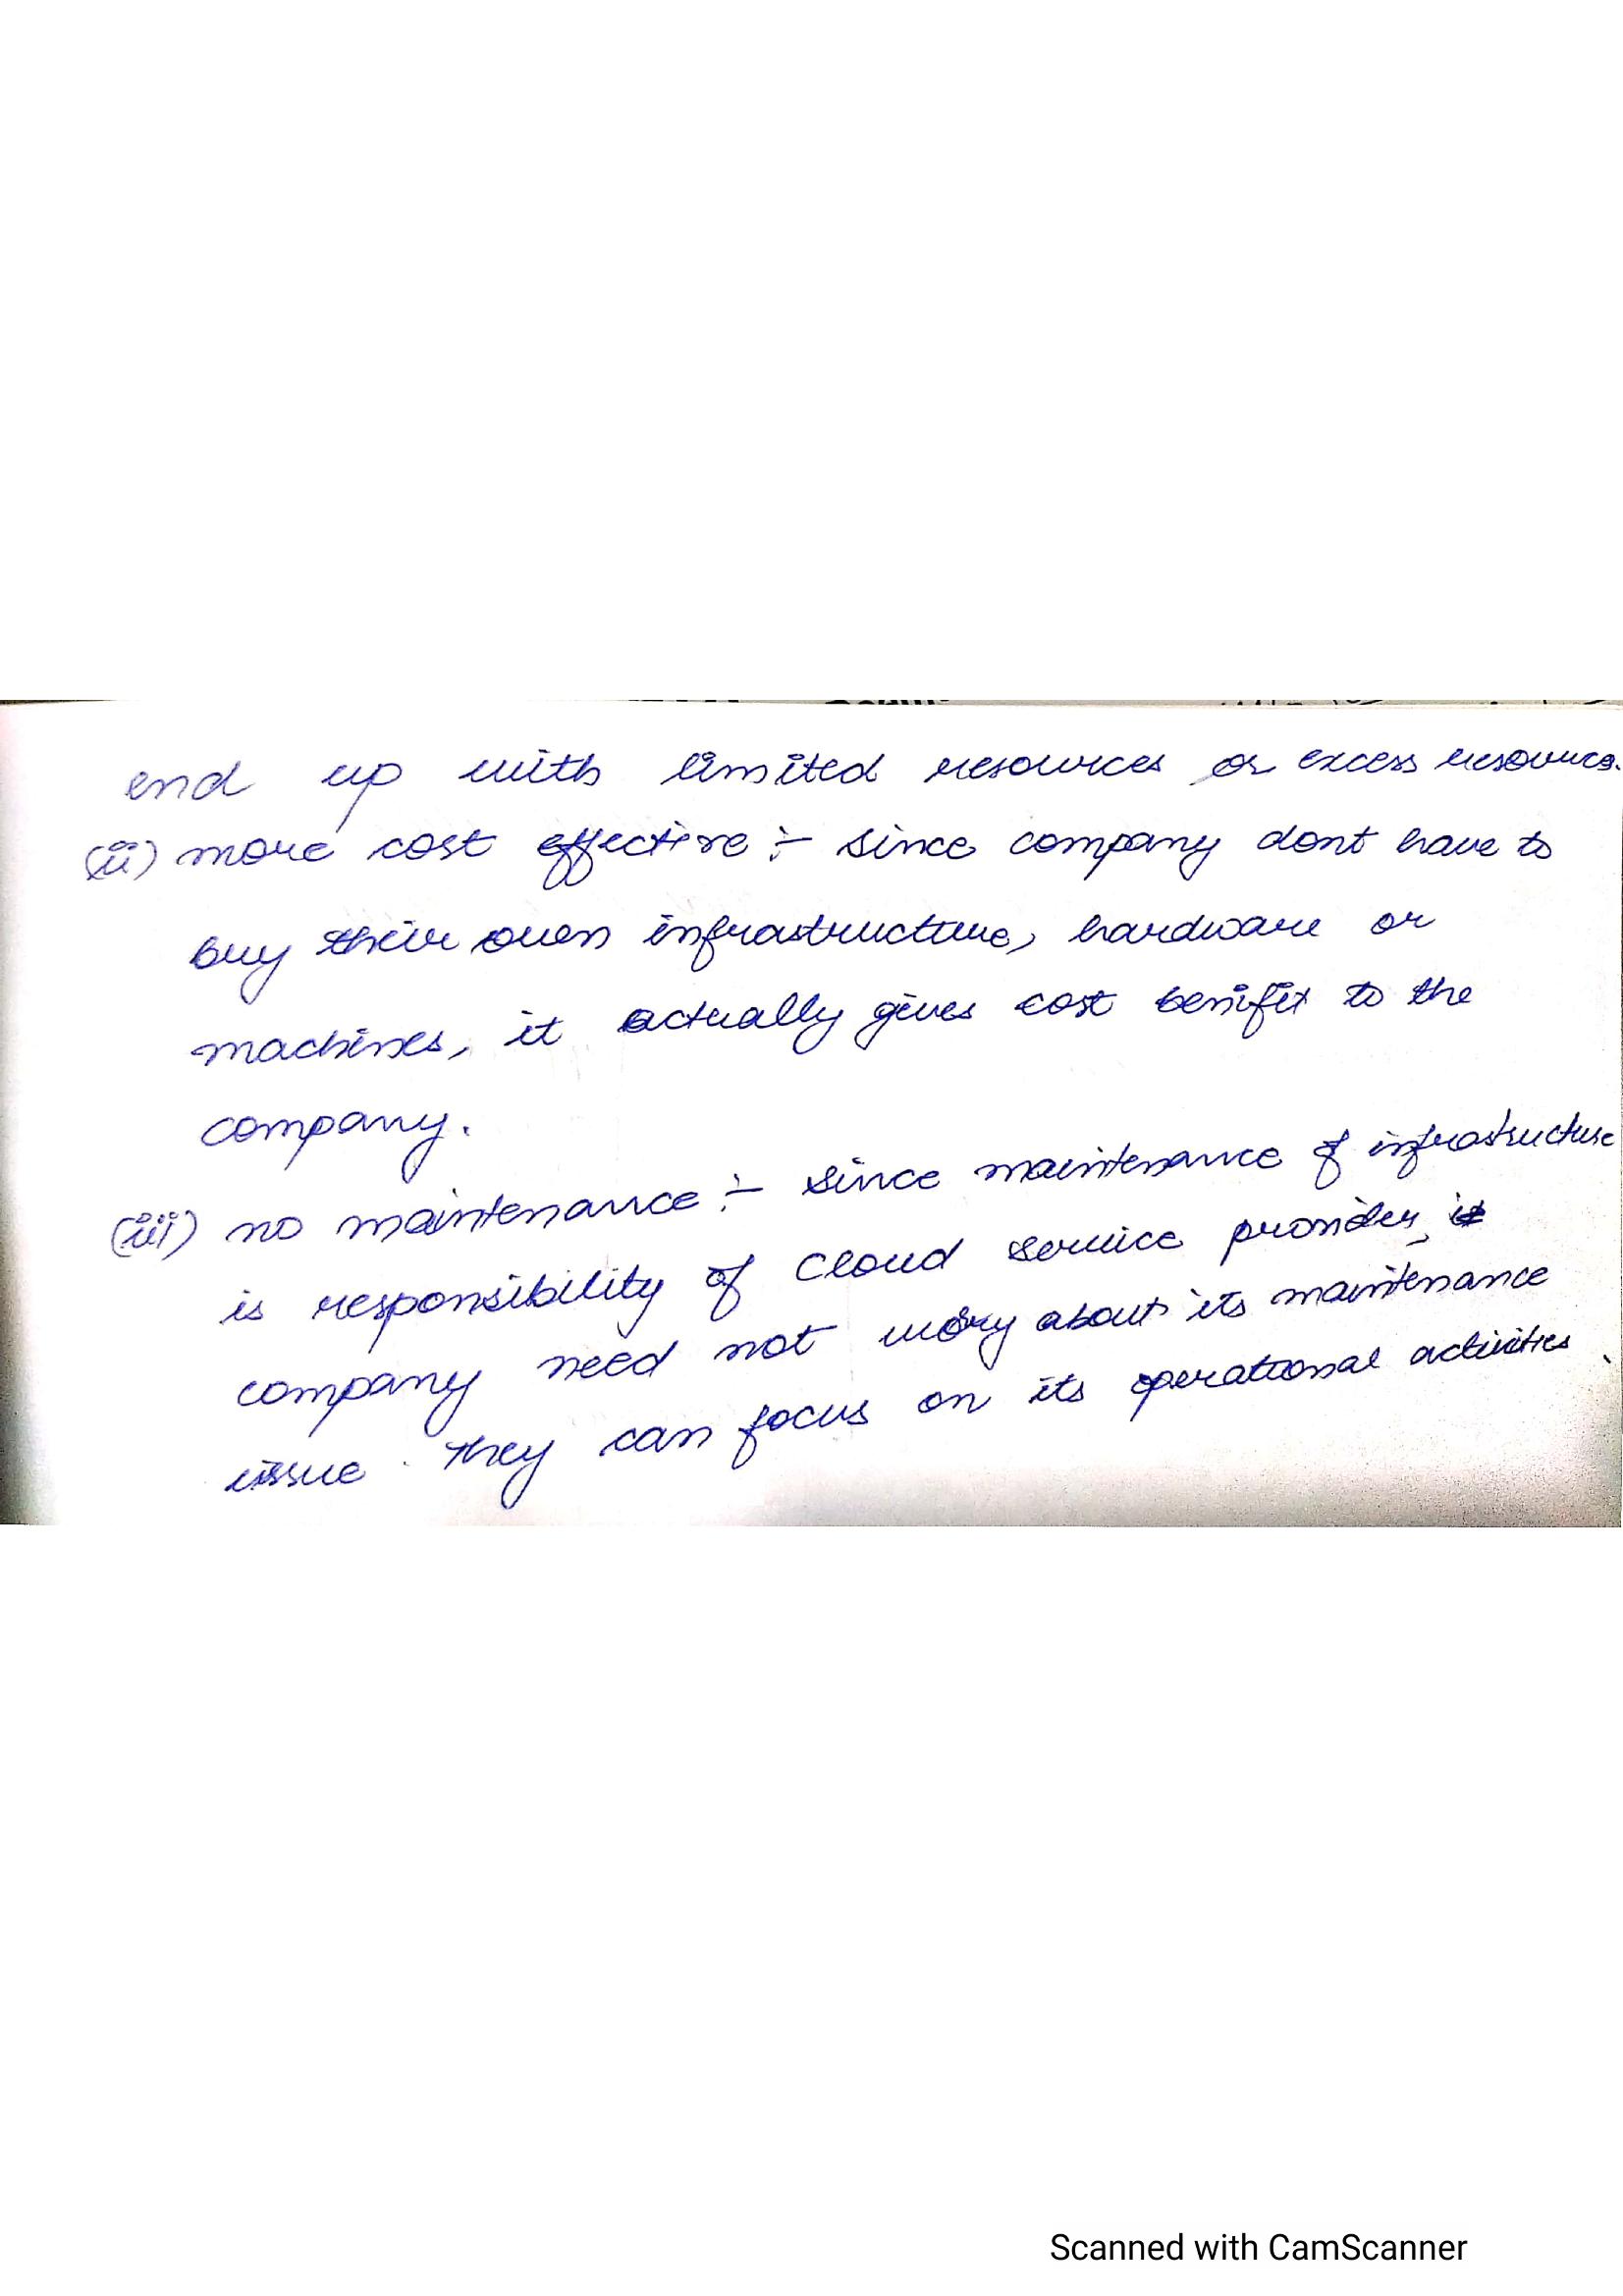 end up with limited resources or excess resources.
(ii) more cost effective :- since company dont have to
buy their own infrastructure, hardware or
machines, it actually gives cost benifit to the
company.
(iii) no maintenance :- since maintenance of infrastructure
is responsibility of cloud service provider,
company need not worry about its maintenance
issue. They can focus on its operational activities.
Scanned with CamScanner